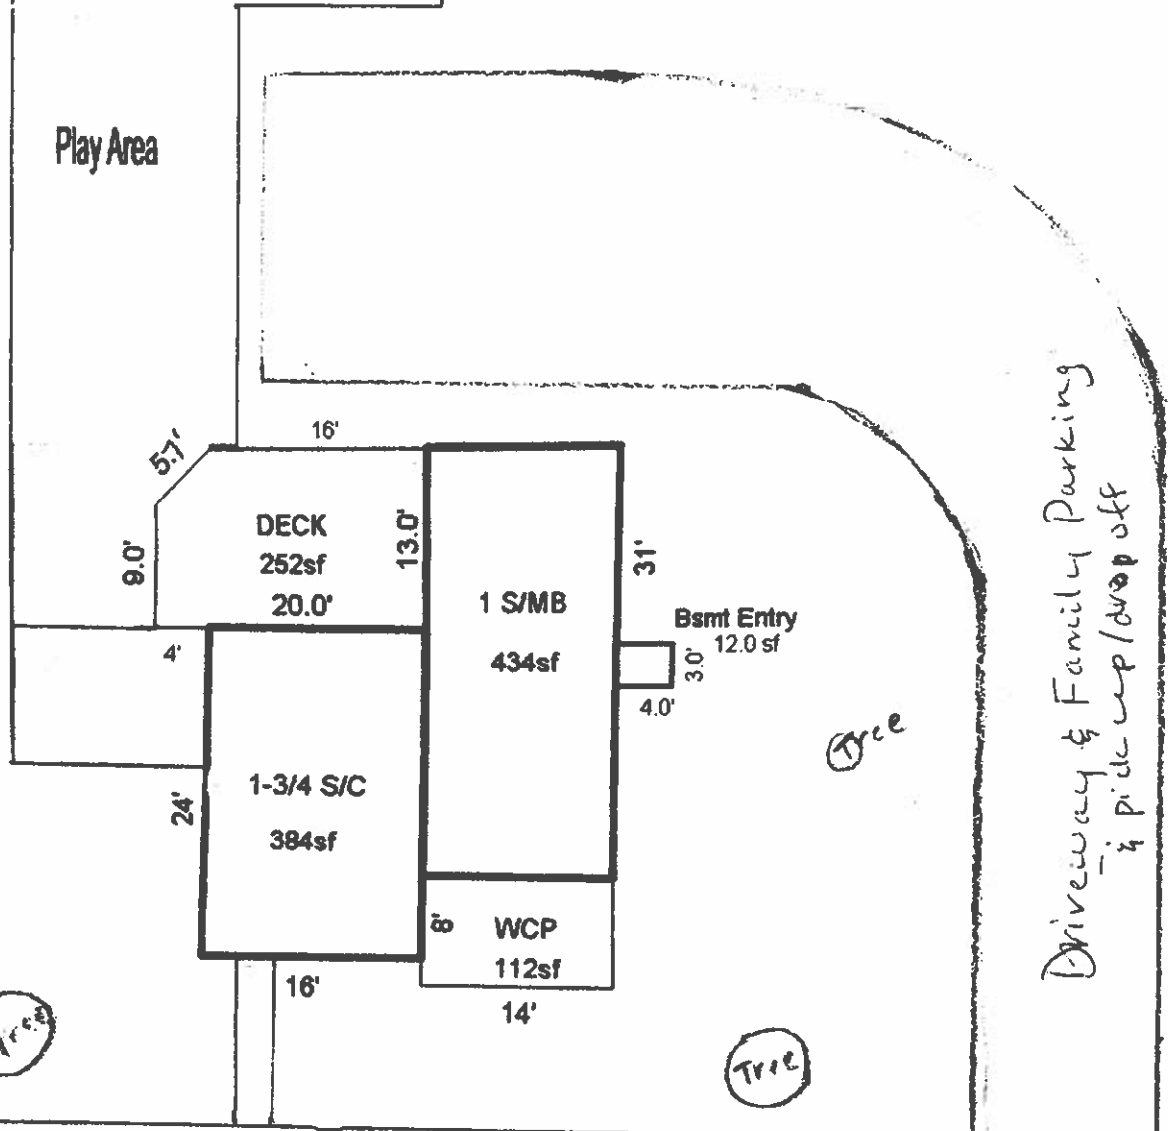 Play Area
16'
5.7'
DECK
252sf
20.0'
9.0'
13.0'
4'
1 S/MB
434sf
31'
Bsmt Entry
12.0 sf
3.0'
4.0'
Tree
1-3/4 S/C
384sf
24'
16'
8'
WCP
112sf
14'
Tree
Driveway & Family Parking
& pick up/drop off